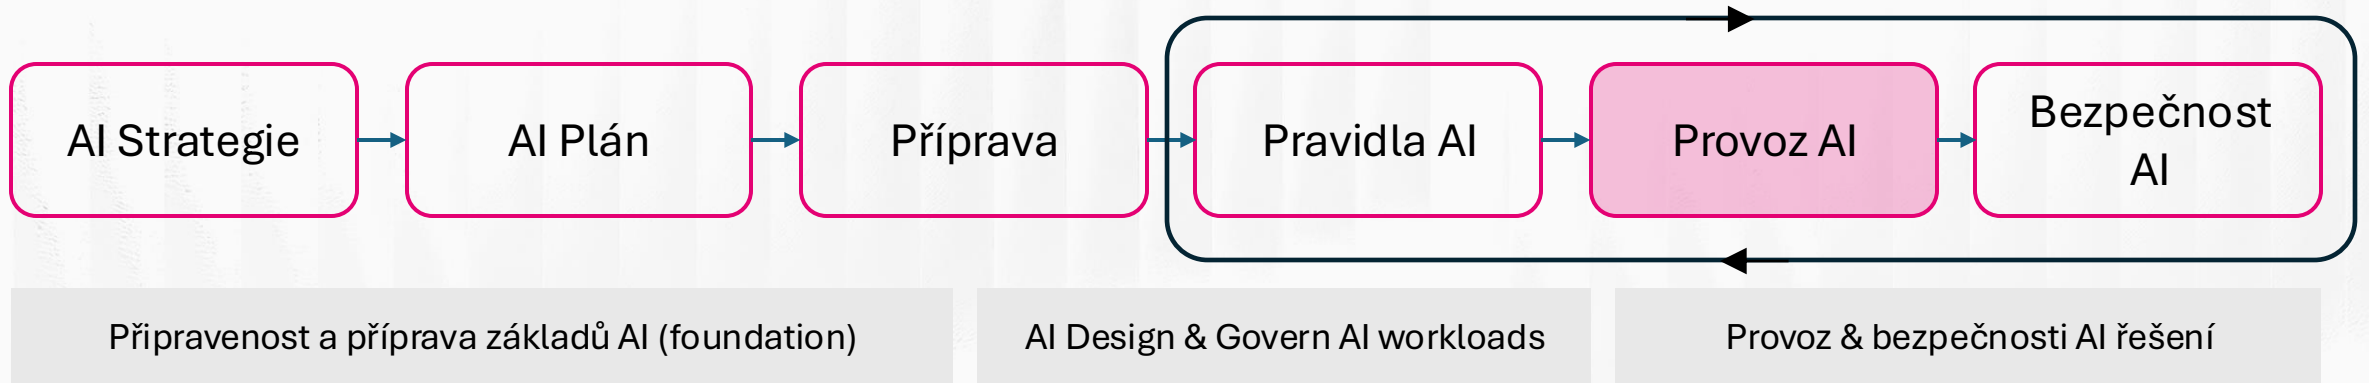 AI Strategie
AI Plán
Příprava
Pravidla AI
Provoz AI
Bezpečnost
AI
Připravenost a příprava základů AI (foundation)
AI Design & Govern AI workloads
Provoz & bezpečnosti AI řešení